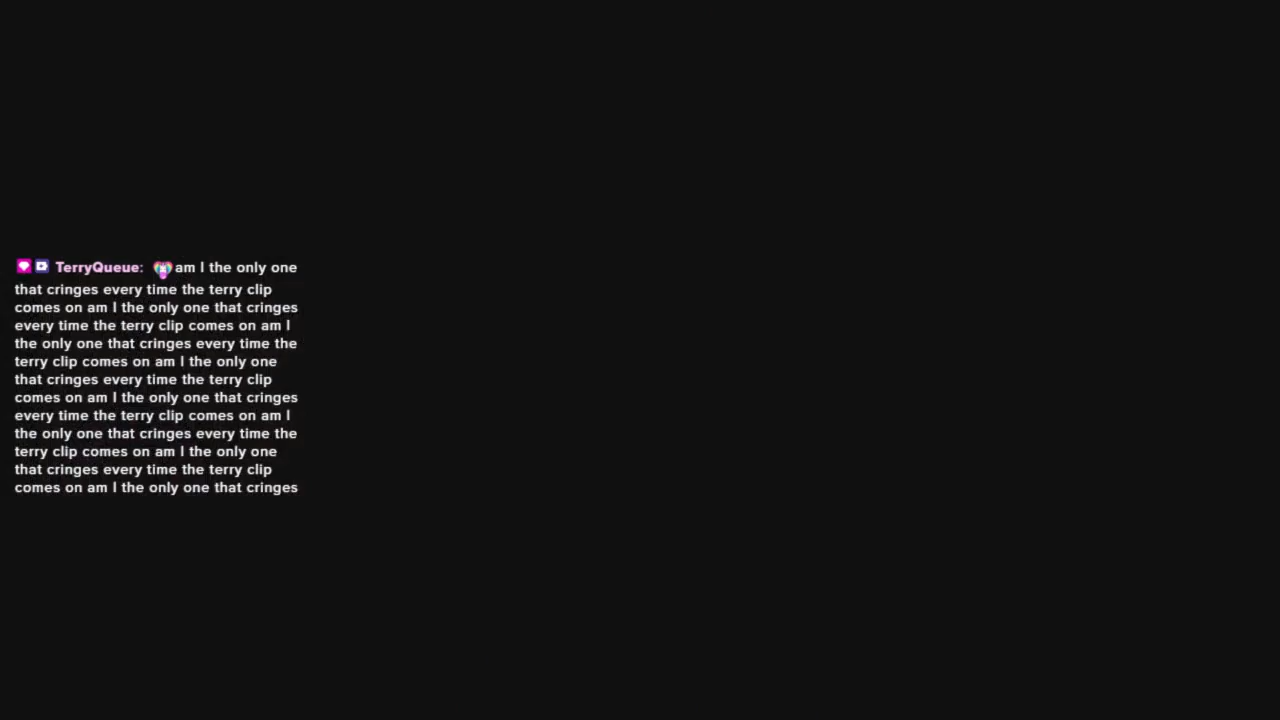 TerryQueue: am I the only one
that cringes every time the terry clip
comes on am I the only one that cringes
every time the terry clip comes on am I
the only one that cringes every time the
terry clip comes on am I the only one
that cringes every time the terry clip
comes on am I the only one that cringes
every time the terry clip comes on am I
the only one that cringes every time the
terry clip comes on am I the only one
that cringes every time the terry clip
comes on am I the only one that cringes